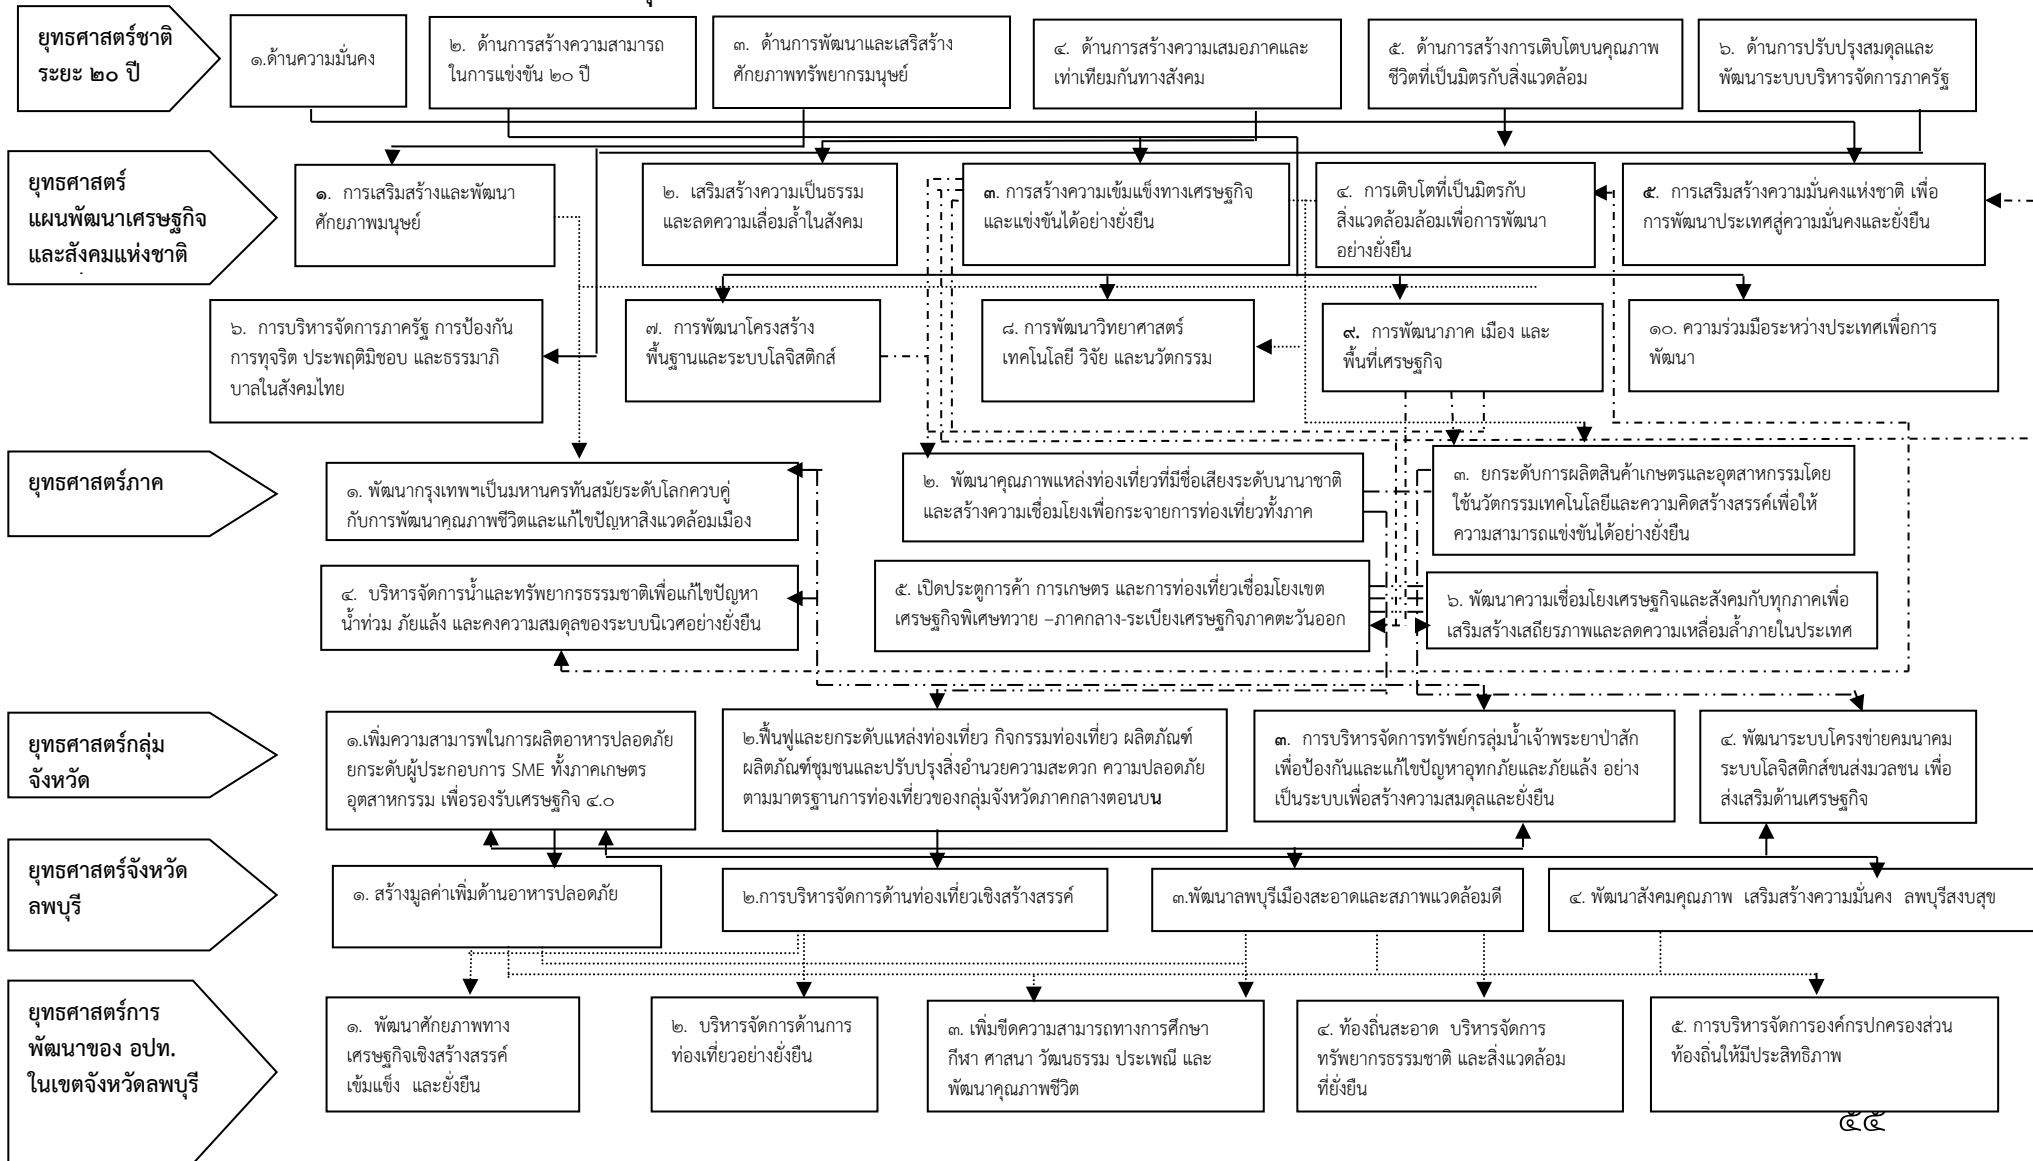 ยุทธศาสตร์ชาติ
ระยะ ๒๐ ปี
๑.ด้านความมั่นคง
๒. ด้านการสร้างความสามารถ
ในการแข่งขัน ๒๐ ปี
๓. ด้านการพัฒนาและเสริสร้าง
ศักยภาพทรัพยากรมนุษย์
๔. ด้านการสร้างความเสมอภาคและ
เท่าเทียมกันทางสังคม
๕. ด้านการสร้างการเติบโตบนคุณภาพ
ชีวิตที่เป็นมิตรกับสิ่งแวดล้อม
๖. ด้านการปรับปรุงสมดุลและ
พัฒนาระบบบริหารจัดการภาครัฐ
ยุทธศาสตร์
แผนพัฒนาเศรษฐกิจ
และสังคมแห่งชาติ
๑. การเสริมสร้างและพัฒนา
ศักยภาพมนุษย์
๒. เสริมสร้างความเป็นธรรม
และลดความเลื่อมล้ำในสังคม
๓. การสร้างความเข้มแข็งทางเศรษฐกิจ
และแข่งขันได้อย่างยั่งยืน
๔. การเติบโตที่เป็นมิตรกับ
สิ่งแวดล้อมล้อมเพื่อการพัฒนา
อย่างยั่งยืน
๕. การเสริมสร้างความมั่นคงแห่งชาติ เพื่อ
การพัฒนาประเทศสู่ความมั่นคงและยั่งยืน
๖. การบริหารจัดการภาครัฐ การป้องกัน
การทุจริต ประพฤติมิชอบ และธรรมาภิ
บาลในสังคมไทย
๗. การพัฒนาโครงสร้าง
พื้นฐานและระบบโลจิสติกส์
๘. การพัฒนาวิทยาศาสตร์
เทคโนโลยี วิจัย และนวัตกรรม
๙. การพัฒนาภาค เมือง และ
พื้นที่เศรษฐกิจ
๑๐. ความร่วมมือระหว่างประเทศเพื่อการ
พัฒนา
ยุทธศาสตร์ภาค
๑. พัฒนากรุงเทพฯเป็นมหานครทันสมัยระดับโลกควบคู่
กับการพัฒนาคุณภาพชีวิตและแก้ไขปัญหาสิ่งแวดล้อมเมือง
๒. พัฒนาคุณภาพแหล่งท่องเที่ยวที่มีชื่อเสียงระดับนานาชาติ
และสร้างความเชื่อมโยงเพื่อกระจายการท่องเที่ยวทั้งภาค
๓. ยกระดับการผลิตสินค้าเกษตรและอุตสาหกรรมโดย
ใช้นวัตกรรมเทคโนโลยีและความคิดสร้างสรรค์เพื่อให้
ความสามารถแข่งขันได้อย่างยั่งยืน
๔. บริหารจัดการน้ำและทรัพยากรธรรมชาติเพื่อแก้ไขปัญหา
น้ำท่วม ภัยแล้ง และคงความสมดุลของระบบนิเวศอย่างยั่งยืน
๕. เปิดประตูการค้า การเกษตร และการท่องเที่ยวเชื่อมโยงเขต
เศรษฐกิจพิเศษทวาย –ภาคกลาง-ระเบียงเศรษฐกิจภาคตะวันออก
๖. พัฒนาความเชื่อมโยงเศรษฐกิจและสังคมกับทุกภาคเพื่อ
เสริมสร้างเสถียรภาพและลดความเหลื่อมล้ำภายในประเทศ
ยุทธศาสตร์กลุ่ม
จังหวัด
๑.เพิ่มความสามารพในการผลิตอาหารปลอดภัย
ยกระดับผู้ประกอบการ SME ทั้งภาคเกษตร
อุตสาหกรรม เพื่อรองรับเศรษฐกิจ ๔.๐
๒.ฟื้นฟูและยกระดับแหล่งท่องเที่ยว กิจกรรมท่องเที่ยว ผลิตภัณฑ์
ผลิตภัณฑ์ชุมชนและปรับปรุงสิ่งอำนวยความสะดวก ความปลอดภัย
ตามมาตรฐานการท่องเที่ยวของกลุ่มจังหวัดภาคกลางตอนบน
๓. การบริหารจัดการทรัพย์กรลุ่มน้ำเจ้าพระยาป่าสัก
เพื่อป้องกันและแก้ไขปัญหาอุทกภัยและภัยแล้ง อย่าง
เป็นระบบเพื่อสร้างความสมดุลและยั่งยืน
๔. พัฒนาระบบโครงข่ายคมนาคม
ระบบโลจิสติกส์ขนส่งมวลชน เพื่อ
ส่งเสริมด้านเศรษฐกิจ
ยุทธศาสตร์จังหวัด
ลพบุรี
๑. สร้างมูลค่าเพิ่มด้านอาหารปลอดภัย
๒.การบริหารจัดการด้านท่องเที่ยวเชิงสร้างสรรค์
๓.พัฒนาลพบุรีเมืองสะอาดและสภาพแวดล้อมดี
๔. พัฒนาสังคมคุณภาพ เสริมสร้างความมั่นคง ลพบุรีสงบสุข
ยุทธศาสตร์การ
พัฒนาของ อปท.
ในเขตจังหวัดลพบุรี
๑. พัฒนาศักยภาพทาง
เศรษฐกิจเชิงสร้างสรรค์
เข้มแข็ง และยั่งยืน
๒. บริหารจัดการด้านการ
ท่องเที่ยวอย่างยั่งยืน
๓. เพิ่มขีดความสามารถทางการศึกษา
กีฬา ศาสนา วัฒนธรรม ประเพณี และ
พัฒนาคุณภาพชีวิต
๔. ท้องถิ่นสะอาด บริหารจัดการ
ทรัพยากรธรรมชาติ และสิ่งแวดล้อม
ที่ยั่งยืน
๕. การบริหารจัดการองค์กรปกครองส่วน
ท้องถิ่นให้มีประสิทธิภาพ
๕๕